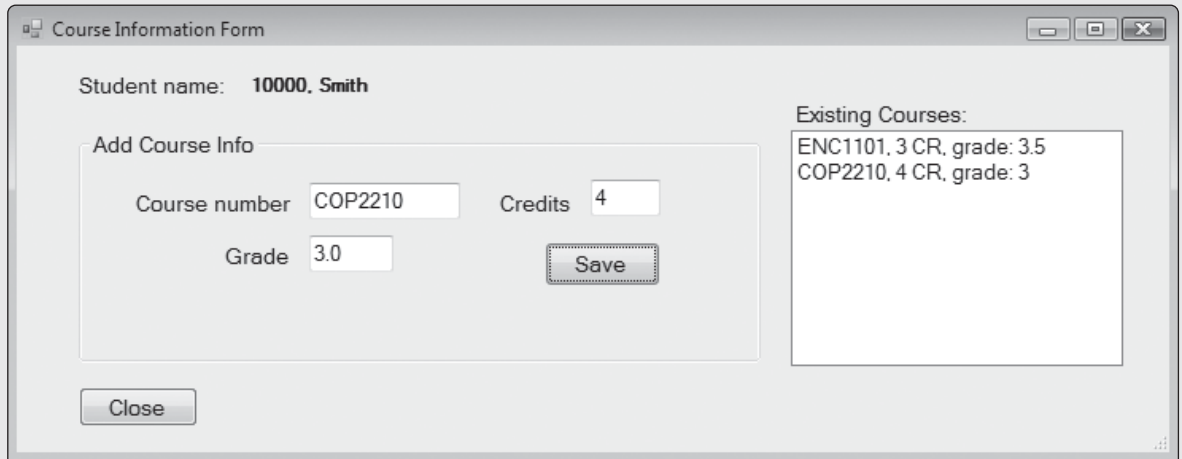 Course Information Form
Student name: 10000, Smith
Add Course Info
Course number COP2210 Credits 4
Grade 3.0
Save
Existing Courses:
ENC1101, 3 CR, grade: 3.5
COP2210, 4 CR, grade: 3
Close